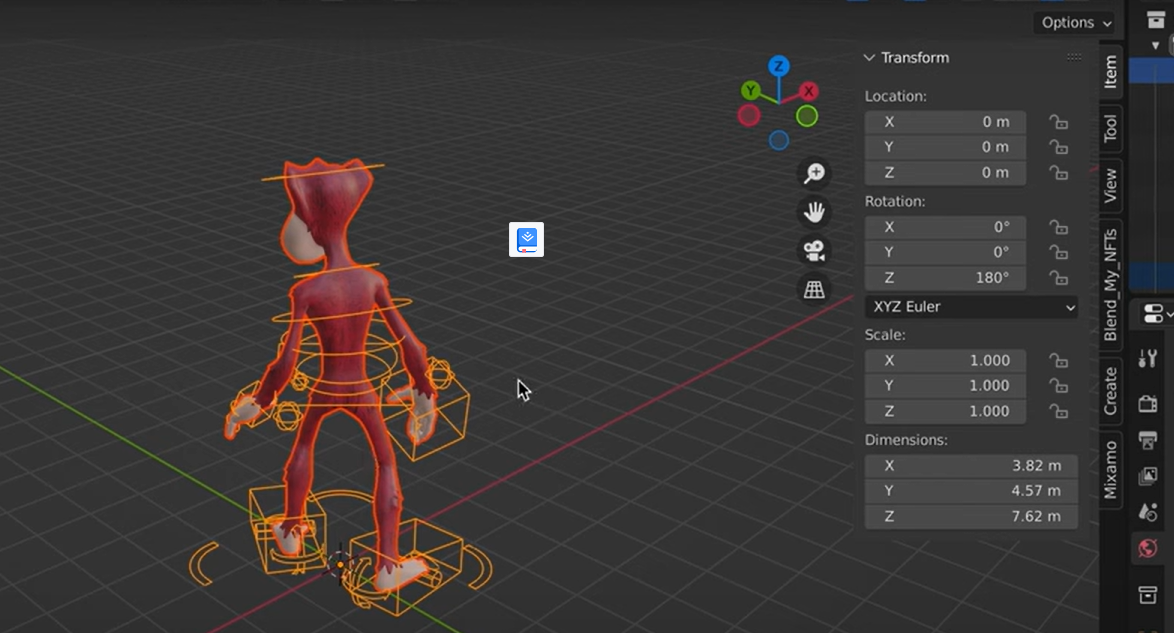 Options
Transform
Item
Location:
X 0 m
Y 0 m
Z 0 m
Tool
View
Rotation:
X 0°
Y 0°
Z 180°
XYZ Euler
Blend_My_NFTs
Scale:
X 1.000
Y 1.000
Z 1.000
Create
Dimensions:
X 3.82 m
Y 4.57 m
Z 7.62 m
Mixamo
Z
Y
X